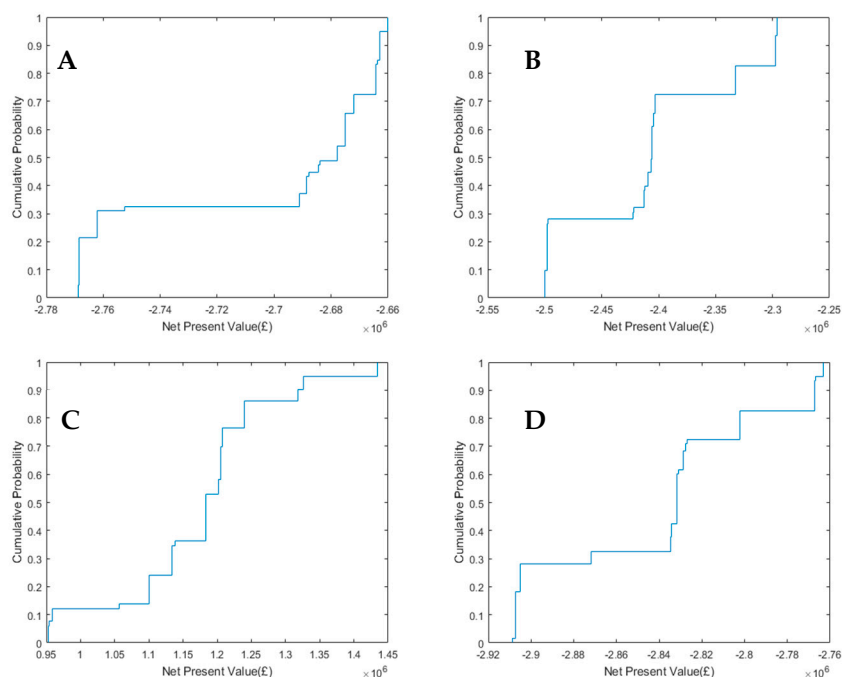 1
0.9
0.8
0.7
0.6
0.5
0.4
0.3
0.2
0.1
0
Cumulative Probability
A
-2.78 -2.76 -2.74 -2.72 -2.7 -2.68 -2.66
Net Present Value(£) ×10⁶
1
0.9
0.8
0.7
0.6
0.5
0.4
0.3
0.2
0.1
0
Cumulative Probability
B
-2.55 -2.5 -2.45 -2.4 -2.35 -2.3 -2.25
Net Present Value(£) ×10⁶
1
0.9
0.8
0.7
0.6
0.5
0.4
0.3
0.2
0.1
0
Cumulative Probability
C
0.95 1 1.05 1.1 1.15 1.2 1.25 1.3 1.35 1.4 1.45
Net Present Value(£) ×10⁶
1
0.9
0.8
0.7
0.6
0.5
0.4
0.3
0.2
0.1
0
Cumulative Probability
D
-2.92 -2.9 -2.88 -2.86 -2.84 -2.82 -2.8 -2.78 -2.76
Net Present Value(£) ×10⁶